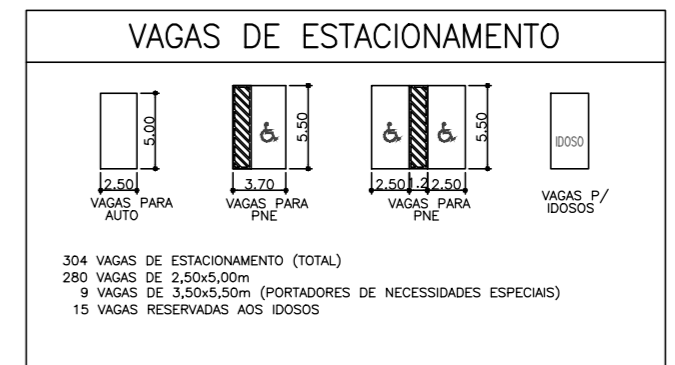 VAGAS DE ESTACIONAMENTO
5.00
2.50
VAGAS PARA
AUTO
5.50
3.70
VAGAS PARA
PNE
5.50
2.50 1.2 2.50
VAGAS PARA
PNE
IDOSO
VAGAS P/
IDOSOS
304 VAGAS DE ESTACIONAMENTO (TOTAL)
280 VAGAS DE 2,50x5,00m
9 VAGAS DE 3,50x5,50m (PORTADORES DE NECESSIDADES ESPECIAIS)
15 VAGAS RESERVADAS AOS IDOSOS